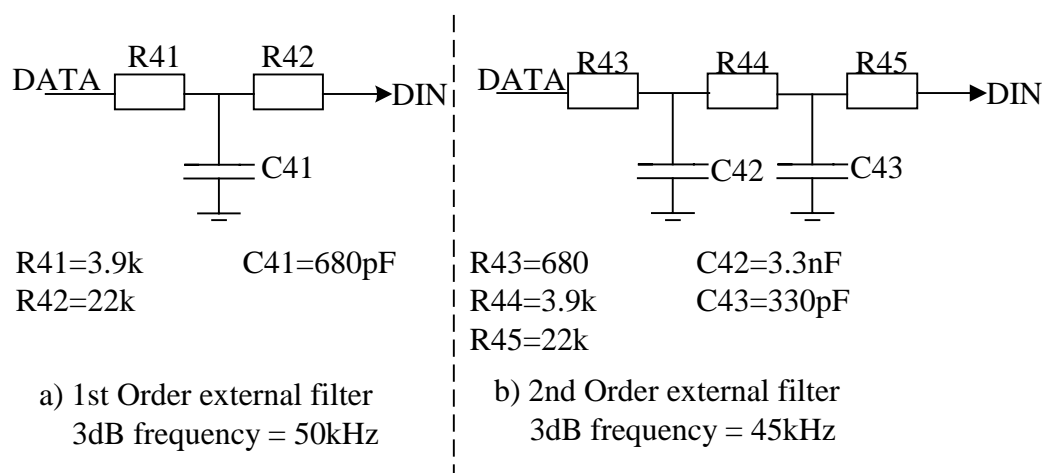 R41 R42
DATA DIN
C41
R41=3.9k C41=680pF
R42=22k
a) 1st Order external filter
3dB frequency = 50kHz
R43 R44 R45
DATA DIN
C42 C43
R43=680 C42=3.3nF
R44=3.9k C43=330pF
R45=22k
b) 2nd Order external filter
3dB frequency = 45kHz